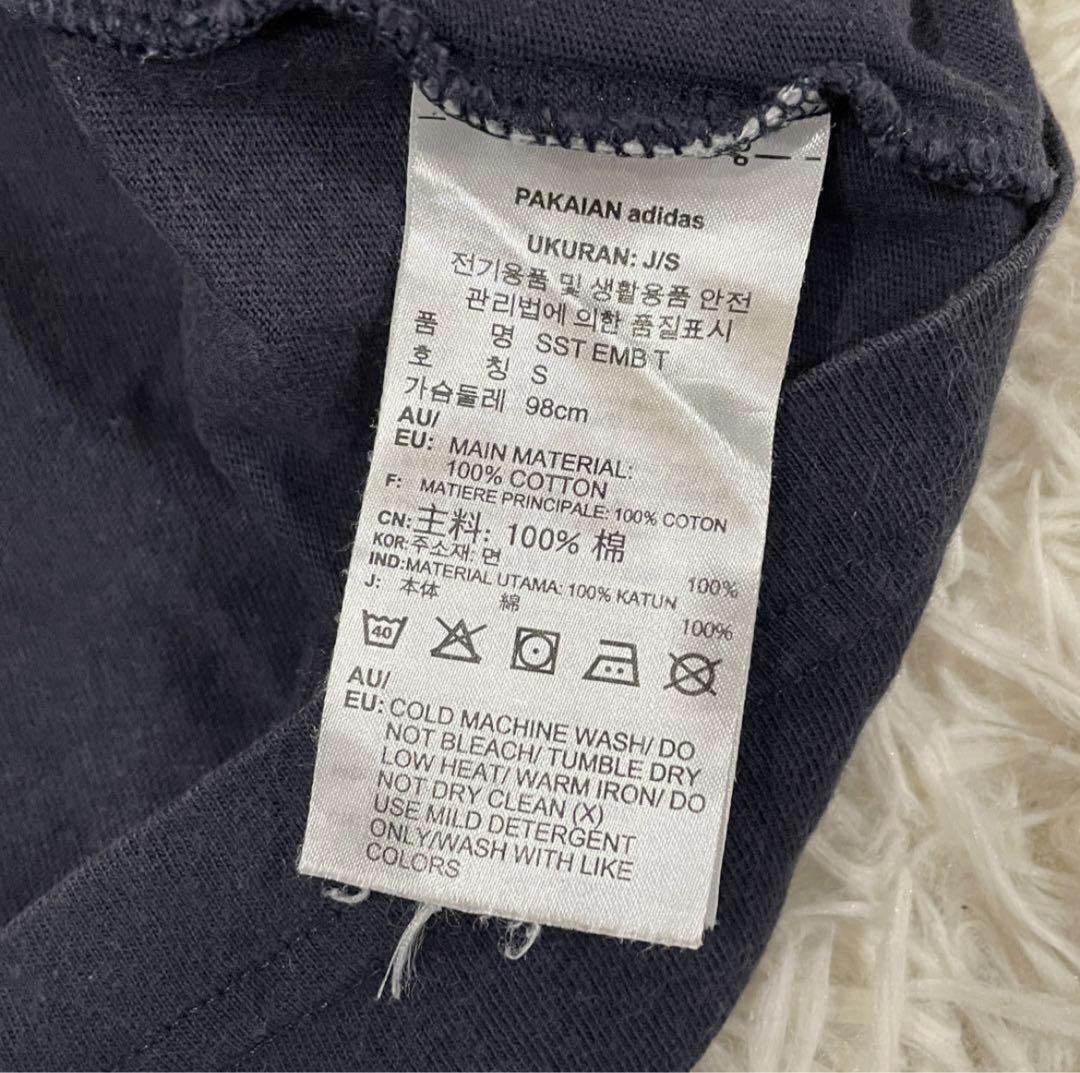 PAKAIAN adidas
UKURAN: J/S
전기용품 및 생활용품 안전
관리법에 의한 품질표시
품 명 SST EMB T
호 칭 S
가슴둘레 98cm
AU/
EU: MAIN MATERIAL:
100% COTTON
F: MATIERE PRINCIPALE: 100% COTON
CN: 主料: 100% 棉
KOR: 주소재: 면 100%
IND: MATERIAL UTAMA: 100% KATUN
J: 本体 綿 100%
40
AU/
EU: COLD MACHINE WASH/ DO
NOT BLEACH/ TUMBLE DRY
LOW HEAT/ WARM IRON/ DO
NOT DRY CLEAN (X)
USE MILD DETERGENT
ONLY/WASH WITH LIKE
COLORS